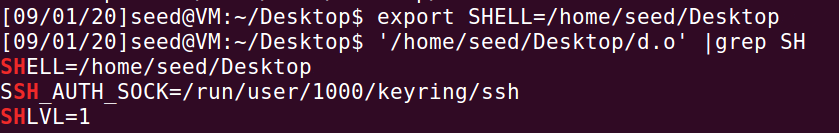 [09/01/20]seed@VM:~/Desktop$ export SHELL=/home/seed/Desktop
[09/01/20]seed@VM:~/Desktop$ '/home/seed/Desktop/d.o' |grep SH
SHELL=/home/seed/Desktop
SSH_AUTH_SOCK=/run/user/1000/keyring/ssh
SHLVL=1